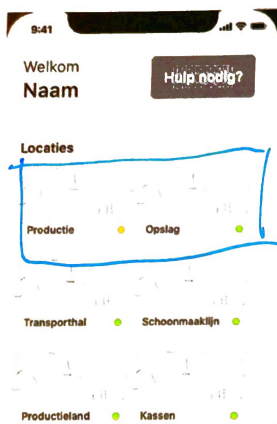 9:41
Welkom
Naam
Hulp nodig?
Locaties
Productie
Opslag
Transporthal
Schoonmaaklijn
Productieland
Kassen